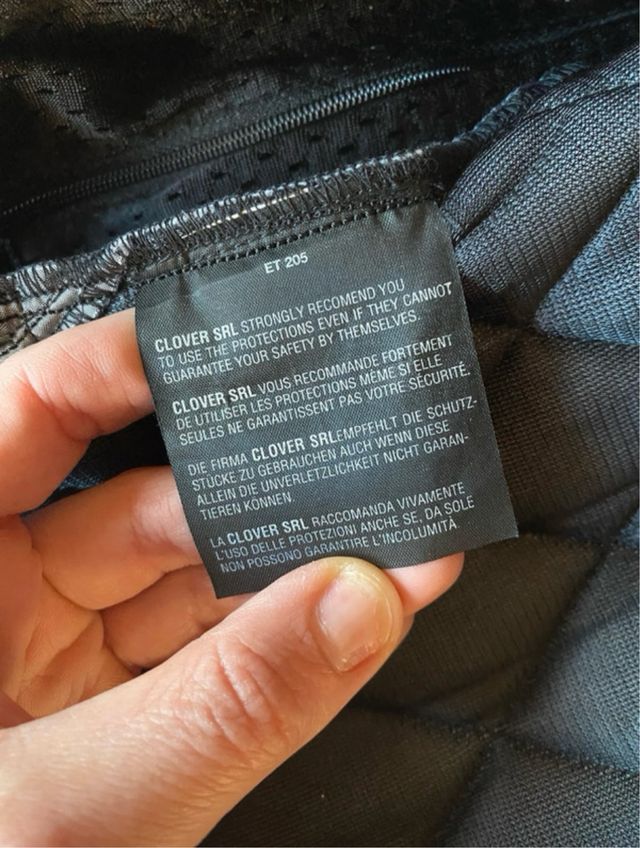 ET 205
CLOVER SRL STRONGLY RECOMEND YOU
TO USE THE PROTECTIONS EVEN IF THEY CANNOT
GUARANTEE YOUR SAFETY BY THEMSELVES.
CLOVER SRL VOUS RECOMMANDE FORTEMENT
DE UTILISER LES PROTECTIONS MÊME SI ELLE
SEULES NE GARANTISSENT PAS VOTRE SÉCURITÉ.
DIE FIRMA CLOVER SRLEMPFEHLT DIE SCHUTZ-
STÜCKE ZU GEBRAUCHEN AUCH WENN DIESE
ALLEIN DIE UNVERLETZLICHKEIT NICHT GARAN-
TIEREN KÖNNEN.
LA CLOVER SRL RACCOMANDA VIVAMENTE
L'USO DELLE PROTEZIONI ANCHE SE, DA SOLE
NON POSSONO GARANTIRE L'INCOLUMITÀ